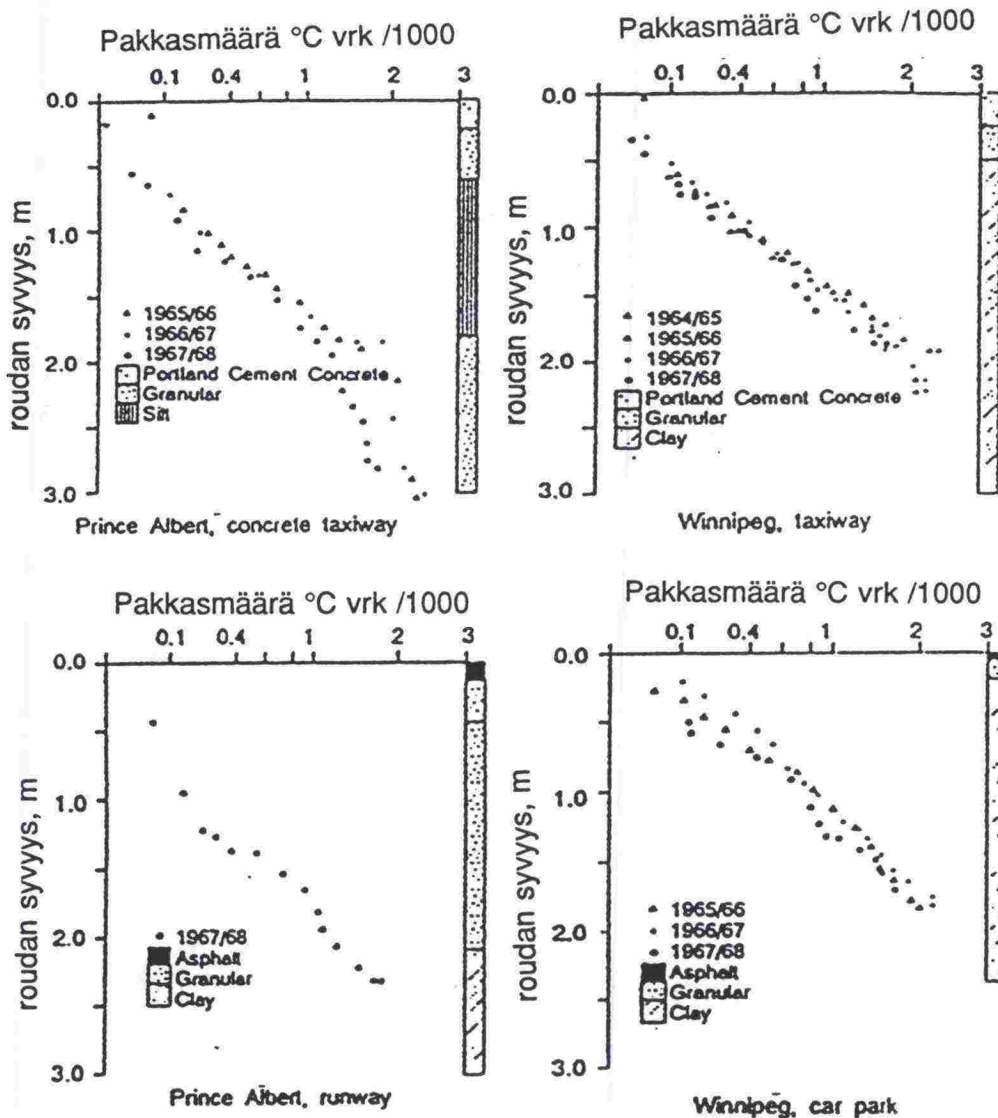 Pakkasmäärä °C vrk /1000
0.1 0.4 1 2 3
0.0
1.0
2.0
3.0
roudan syvyys, m
1965/66
1966/67
1967/68
Portland Cement Concrete
Granular
Silt
Prince Albert, concrete taxiway
Pakkasmäärä °C vrk /1000
0.1 0.4 1 2 3
0.0
1.0
2.0
3.0
roudan syvyys, m
1964/65
1965/66
1966/67
1967/68
Portland Cement Concrete
Granular
Clay
Winnipeg, taxiway
Pakkasmäärä °C vrk /1000
0.1 0.4 1 2 3
0.0
1.0
2.0
3.0
roudan syvyys, m
1967/68
Asphalt
Granular
Clay
Prince Albert, runway
Pakkasmäärä °C vrk /1000
0.1 0.4 1 2 3
0.0
1.0
2.0
3.0
roudan syvyys, m
1965/66
1966/67
1967/68
Asphalt
Granular
Clay
Winnipeg, car park